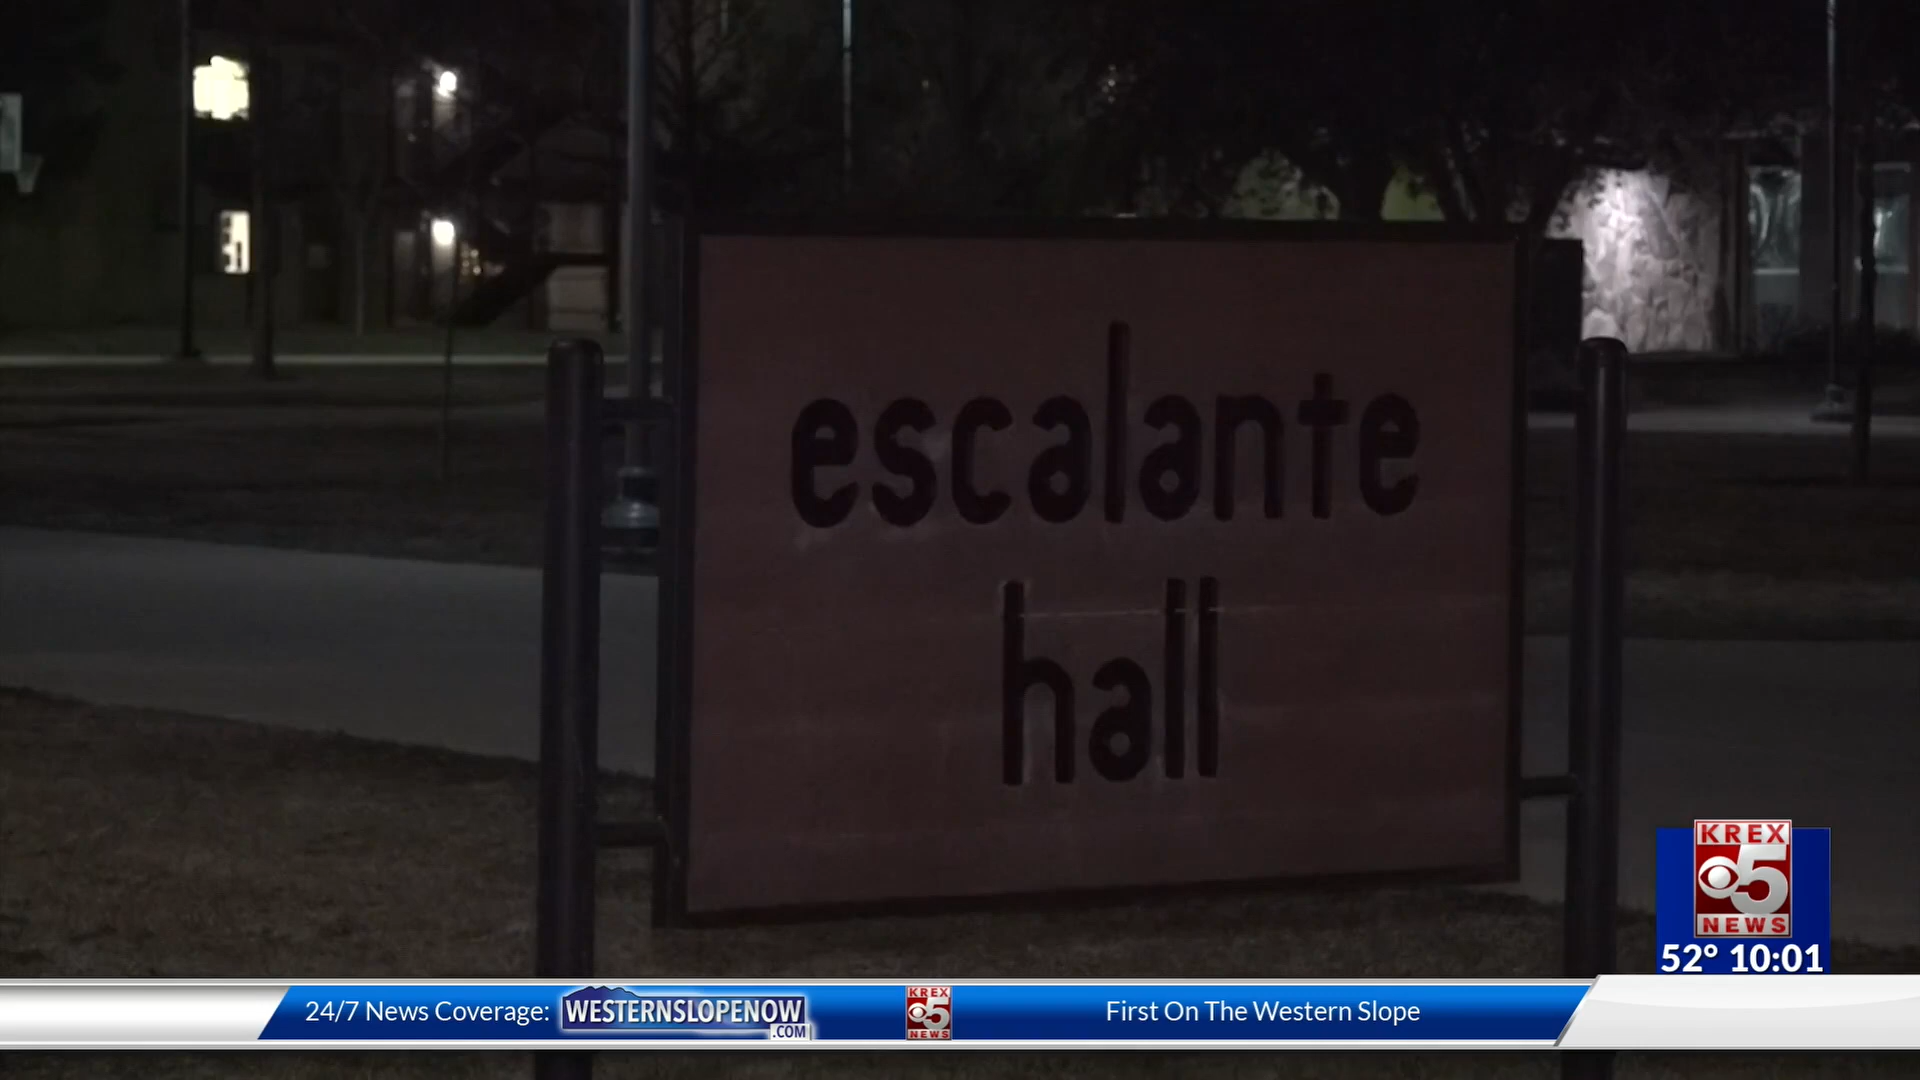 escalante
hall
KREX
5
NEWS
52° 10:01
24/7 News Coverage: WESTERNSLOPENOW
.COM
KREX
5
NEWS
First On The Western Slope